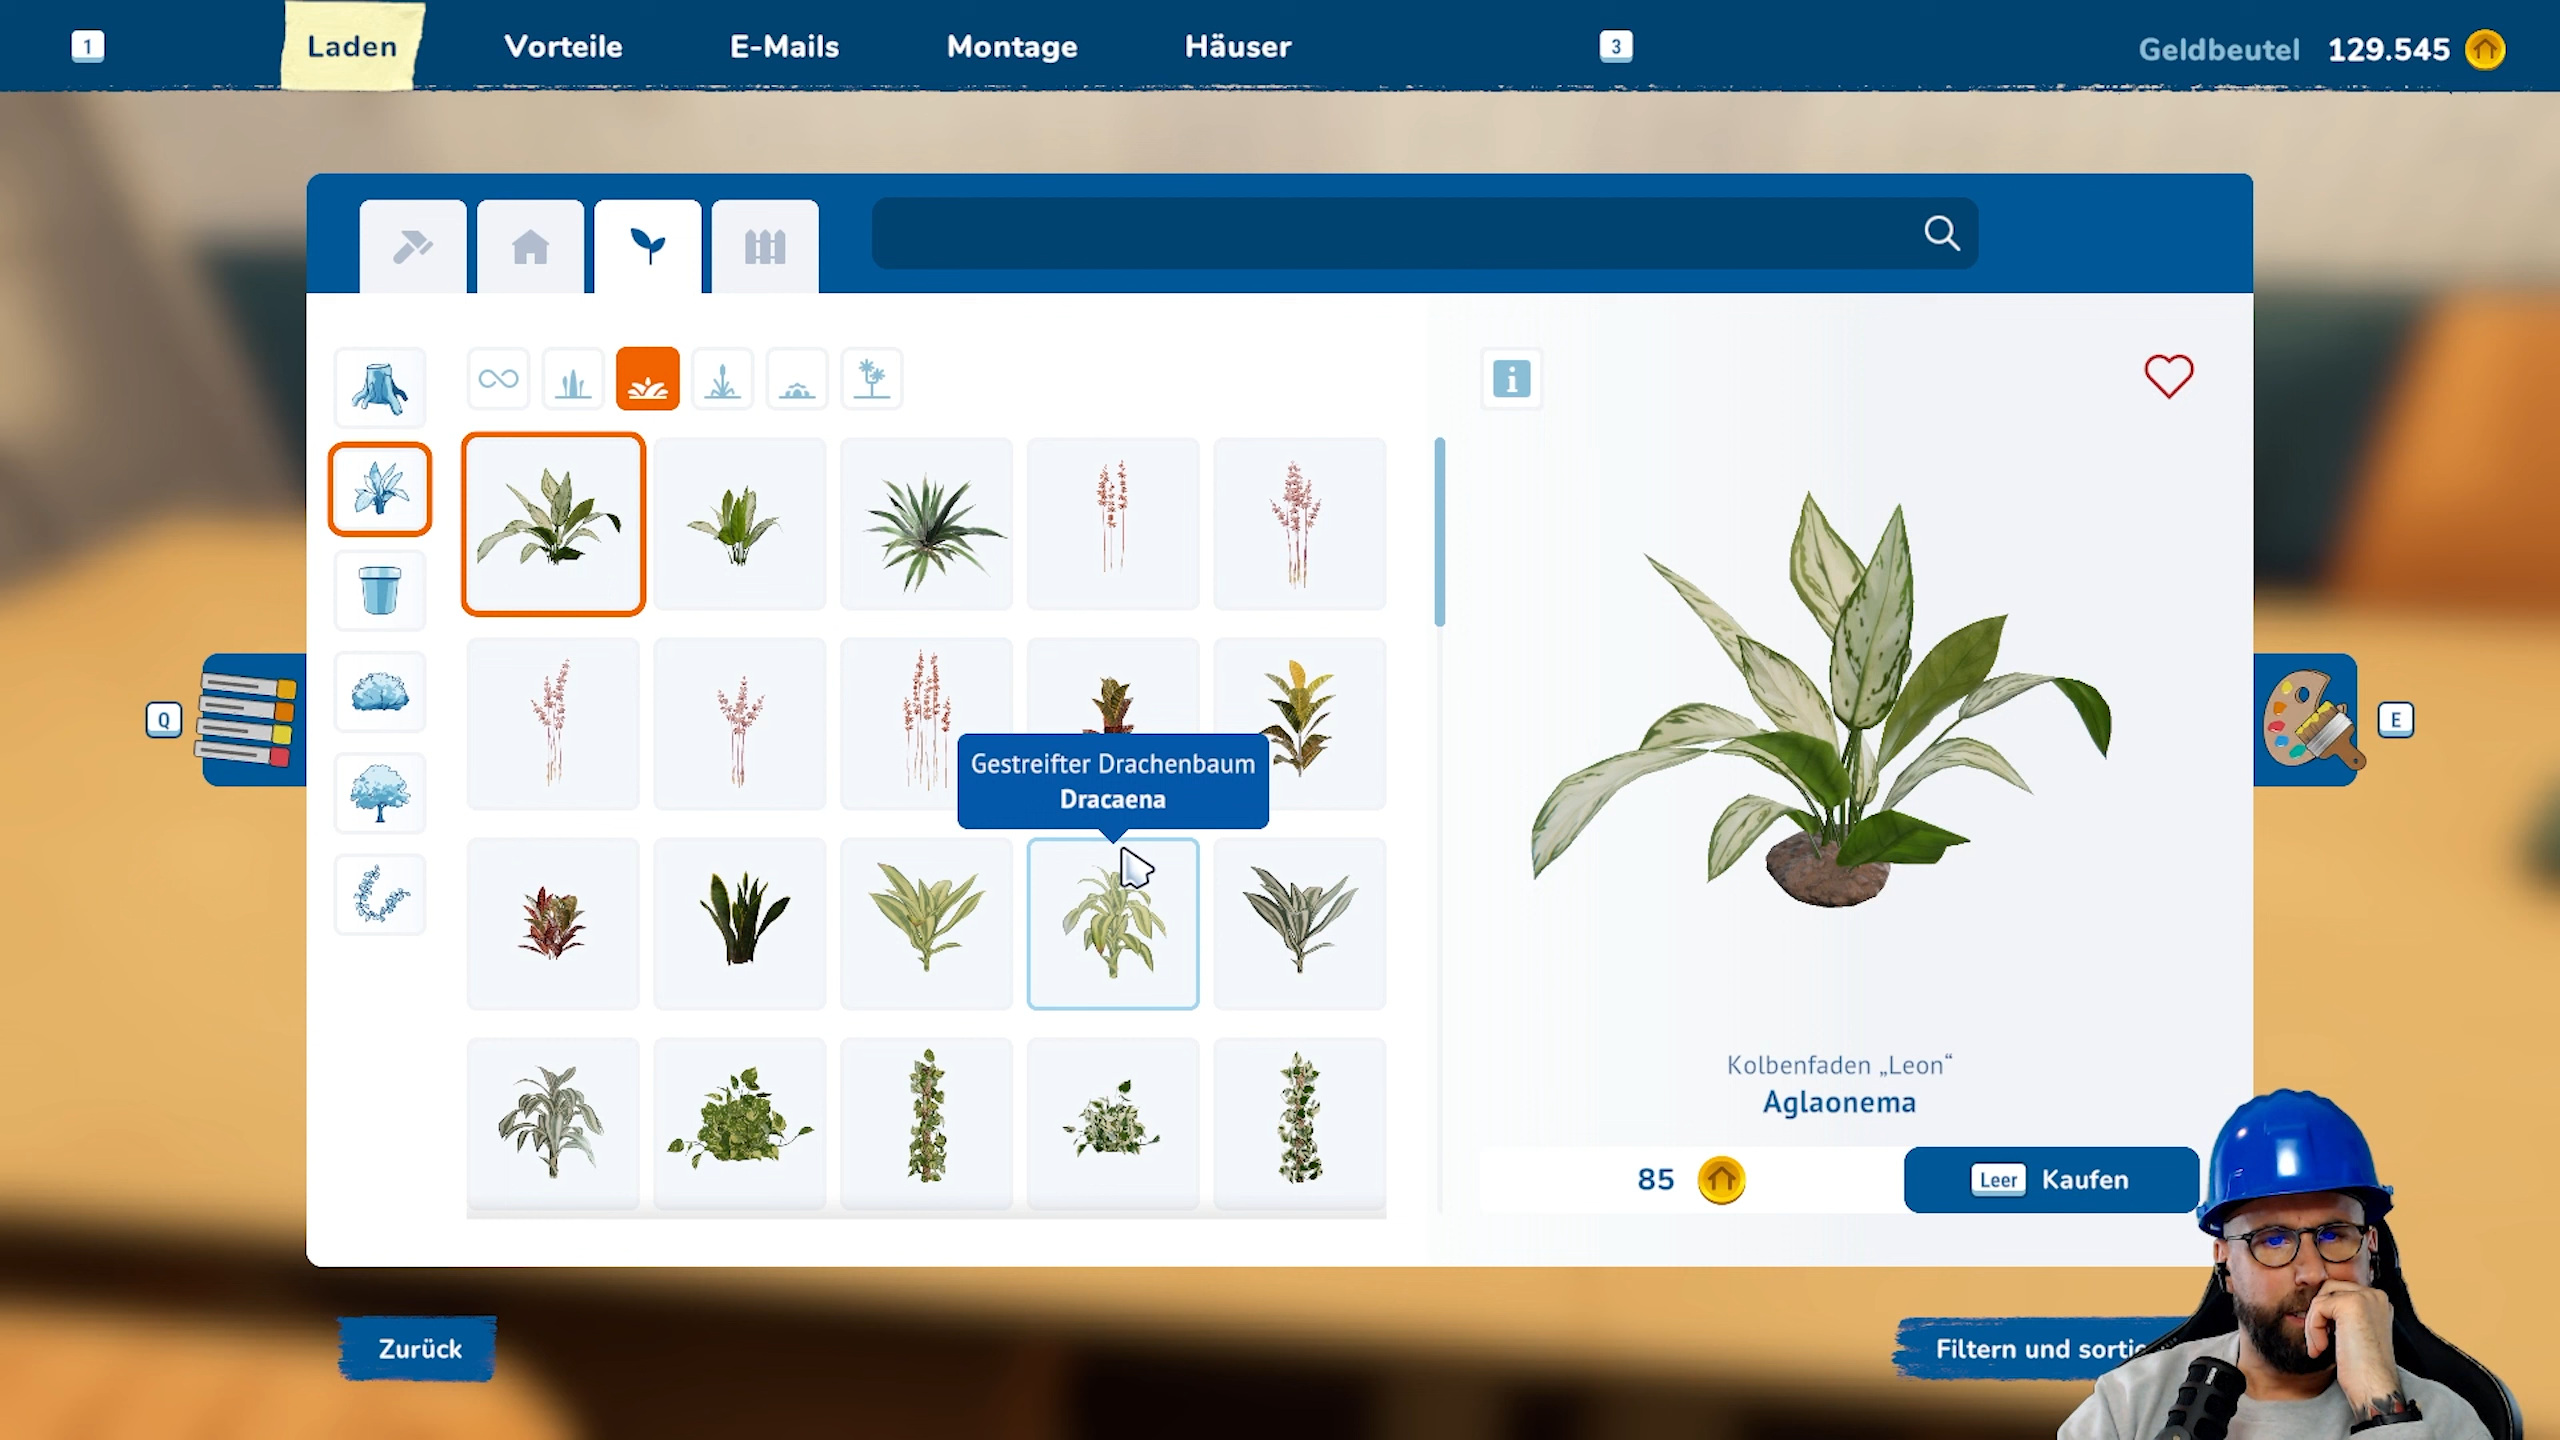 1
Laden
Vorteile
E-Mails
Montage
Häuser
3
Geldbeutel 129.545
Gestreifter Drachenbaum
Dracaena
Q
E
Kolbenfaden „Leon“
Aglaonema
85
Leer Kaufen
Zurück
Filtern und